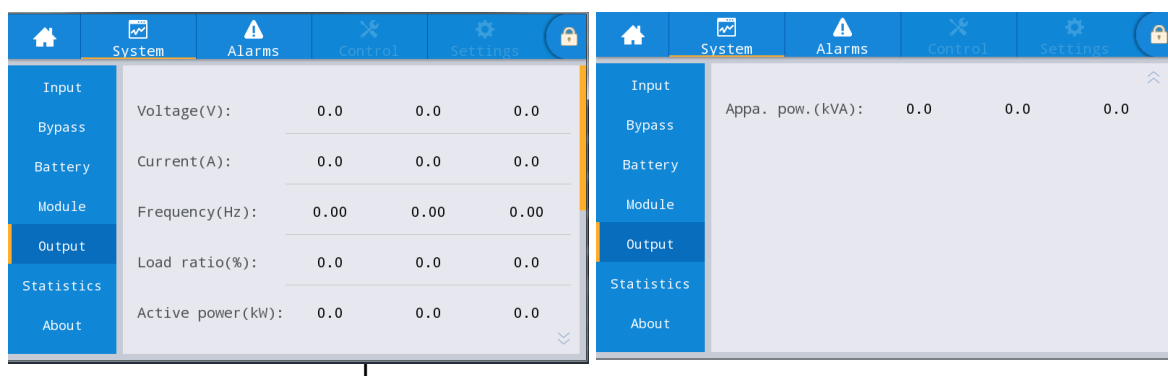 System Alarms Control Settings
Input
Bypass
Battery
Module
Output
Statistics
About
Voltage(V): 0.0 0.0 0.0
Current(A): 0.0 0.0 0.0
Frequency(Hz): 0.00 0.00 0.00
Load ratio(%): 0.0 0.0 0.0
Active power(kW): 0.0 0.0 0.0
System Alarms Control Settings
Input
Bypass
Battery
Module
Output
Statistics
About
Appa. pow.(kVA): 0.0 0.0 0.0